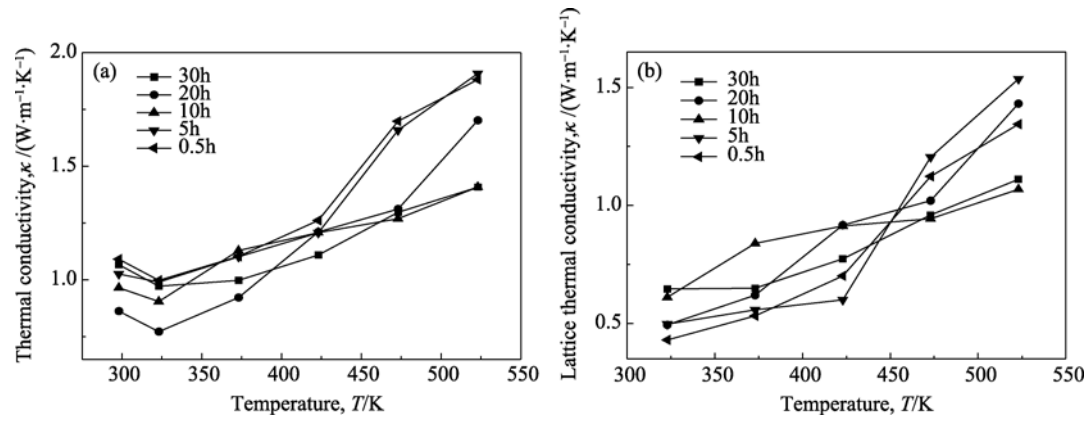 Thermal conductivity,κ /(W·m⁻¹·K⁻¹)
2.0
1.5
1.0
(a)
30h
20h
10h
5h
0.5h
300 350 400 450 500 550
Temperature, T/K
Lattice thermal conductivity,κ /(W·m⁻¹·K⁻¹)
1.5
1.0
0.5
(b)
30h
20h
10h
5h
0.5h
300 350 400 450 500 550
Temperature, T/K